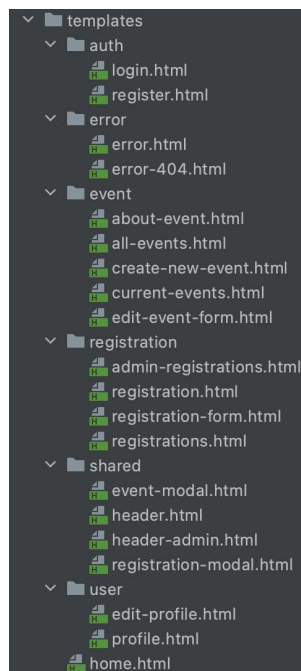 templates
auth
login.html
register.html
error
error.html
error-404.html
event
about-event.html
all-events.html
create-new-event.html
current-events.html
edit-event-form.html
registration
admin-registrations.html
registration.html
registration-form.html
registrations.html
shared
event-modal.html
header.html
header-admin.html
registration-modal.html
user
edit-profile.html
profile.html
home.html